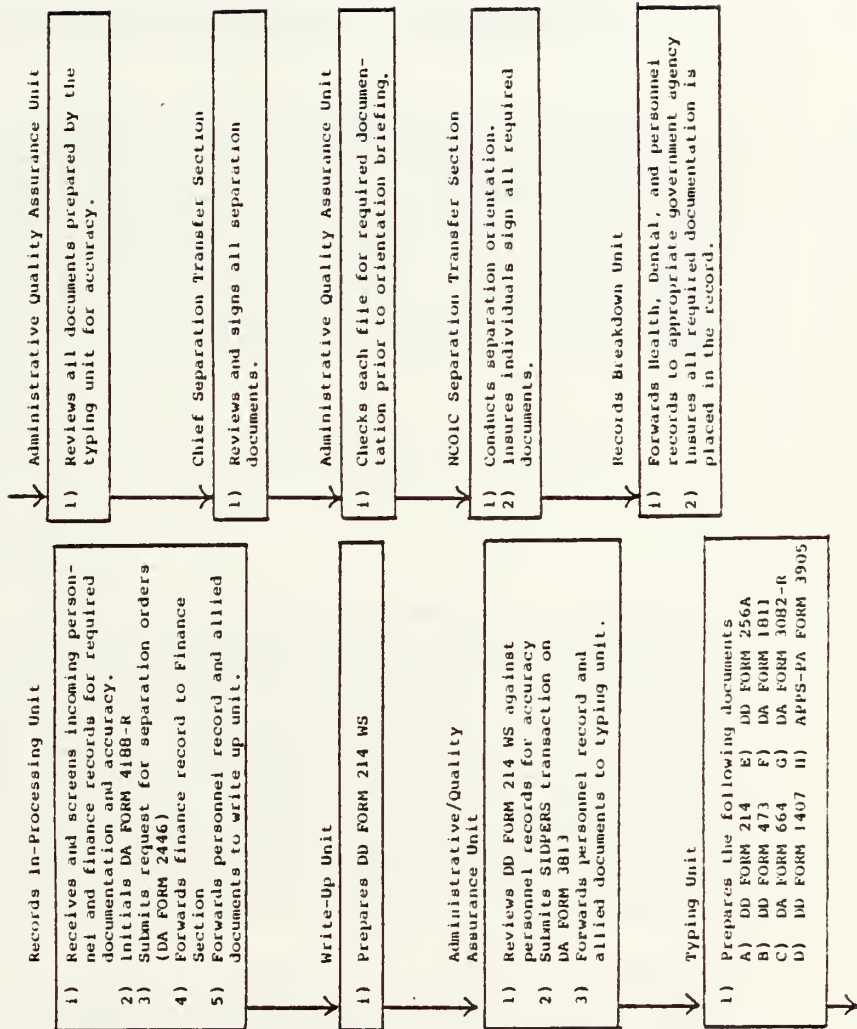 Records In-Processing Unit
1) Receives and screens incoming person-
nel and finance records for required
documentation and accuracy.
2) Initials DA FORM 4188-R
3) Submits request for separation orders
(DA FORM 2446)
4) Forwards finance record to Finance
Section
5) Forwards personnel record and allied
documents to write up unit.
Write-Up Unit
1) Prepares DD FORM 214 WS
Administrative/Quality
Assurance Unit
1) Reviews DD FORM 214 WS against
personnel records for accuracy
2) Submits SIDPERS transaction on
DA FORM 3813
3) Forwards personnel record and
allied documents to typing unit.
Typing Unit
1) Prepares the following documents
A) DD FORM 214 E) DD FORM 256A
B) DD FORM 473 F) DA FORM 1811
C) DA FORM 664 G) DA FORM 3082-R
D) DD FORM 1407 H) APPS-PA FORM 3905
Administrative Quality Assurance Unit
1) Reviews all documents prepared by the
typing unit for accuracy.
Chief Separation Transfer Section
1) Reviews and signs all separation
documents.
Administrative Quality Assurance Unit
1) Checks each file for required documen-
tation prior to orientation briefing.
NCOIC Separation Transfer Section
1) Conducts separation orientation.
2) Insures individuals sign all required
documents.
Records Breakdown Unit
1) Forwards Health, Dental, and personnel
records to appropriate government agency
2) Insures all required documentation is
placed in the record.